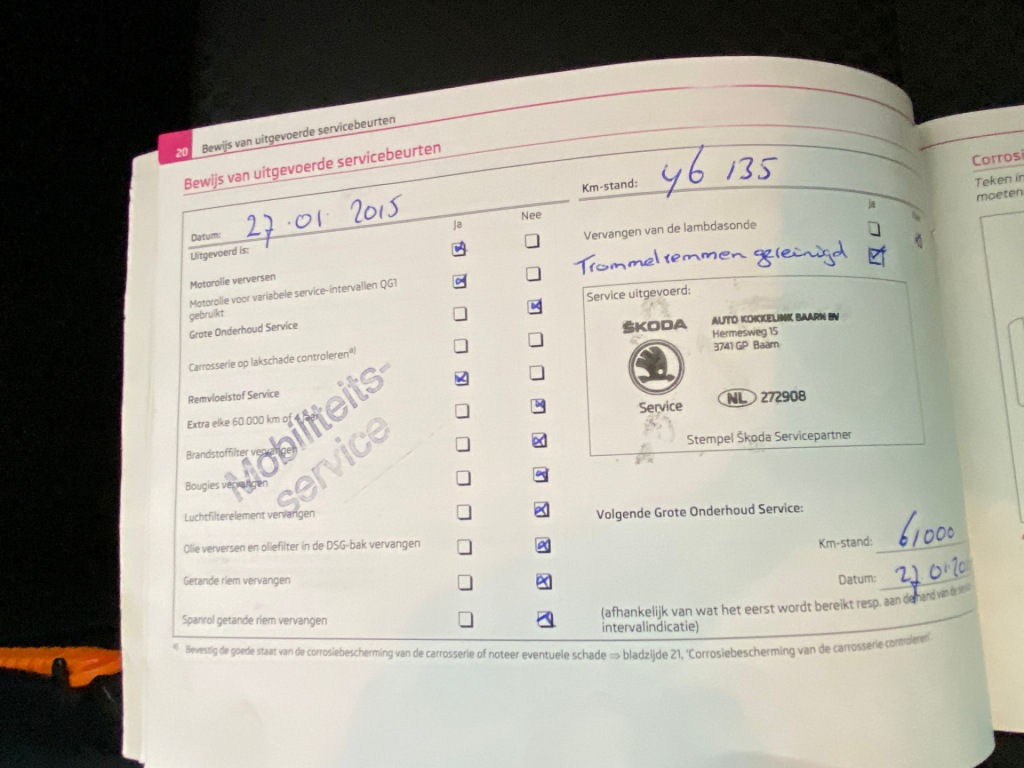 20 Bewijs van uitgevoerde servicebeurten
Bewijs van uitgevoerde servicebeurten
Datum: 27.01 2015
Uitgevoerd is:
Ja Nee
Motorolie verversen
Motorolie voor variabele service-intervallen QG1
gebruikt
Grote Onderhoud Service
Carrosserie op lakschade controleren a)
Remvloeistof Service
Extra elke 60.000 km of 4 jaar
Brandstoffilter vervangen
Bougies vervangen
Luchtfilterelement vervangen
Olie verversen en oliefilter in de DSG-bak vervangen
Getande riem vervangen
Spanrol getande riem vervangen
Mobiliteits-
service
Km-stand: 46 135
Ja
Vervangen van de lambdasonde
Trommelremmen gereinigd
Service uitgevoerd:
ŠKODA
Service
AUTO KOKKELINK BAARN BV
Hermesweg 15
3741 GP Baarn
NL 272908
Stempel Škoda Servicepartner
Volgende Grote Onderhoud Service:
Km-stand: 61000
Datum: 27 01 20
(afhankelijk van wat het eerst wordt bereikt resp. aan de hand van de
intervalindicatie)
a) Bevestig de goede staat van de corrosiebescherming van de carrosserie of noteer eventuele schade ⇒ bladzijde 21, 'Corrosiebescherming van de carrosserie controleren'.
Corrosi
Teken in
moeten